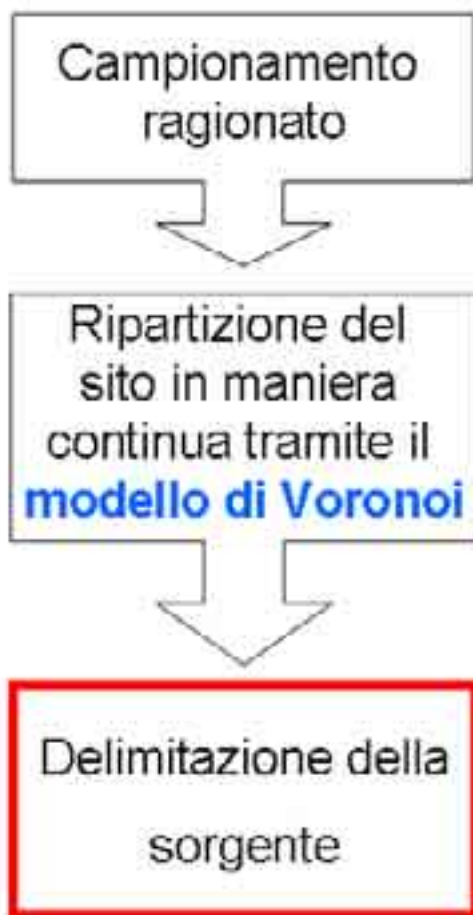 Campionamento
ragionato
Ripartizione del
sito in maniera
continua tramite il
modello di Voronoi
Delimitazione della
sorgente